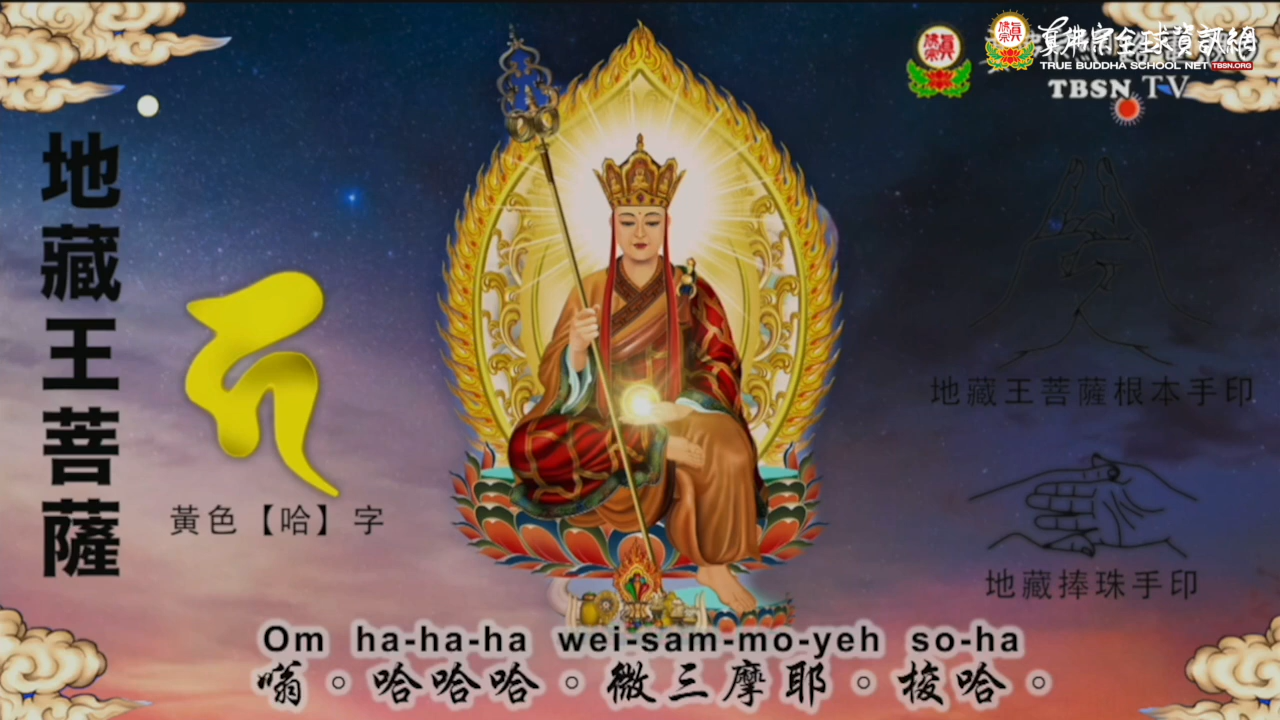 真佛宗全球資訊網
TRUE BUDDHA SCHOOL NET TBSN.ORG
TBSN TV
地藏王菩薩
黃色【哈】字
地藏王菩薩根本手印
地藏捧珠手印
Om ha-ha-ha wei-sam-mo-yeh so-ha
嗡。哈哈哈。微三摩耶。梭哈。